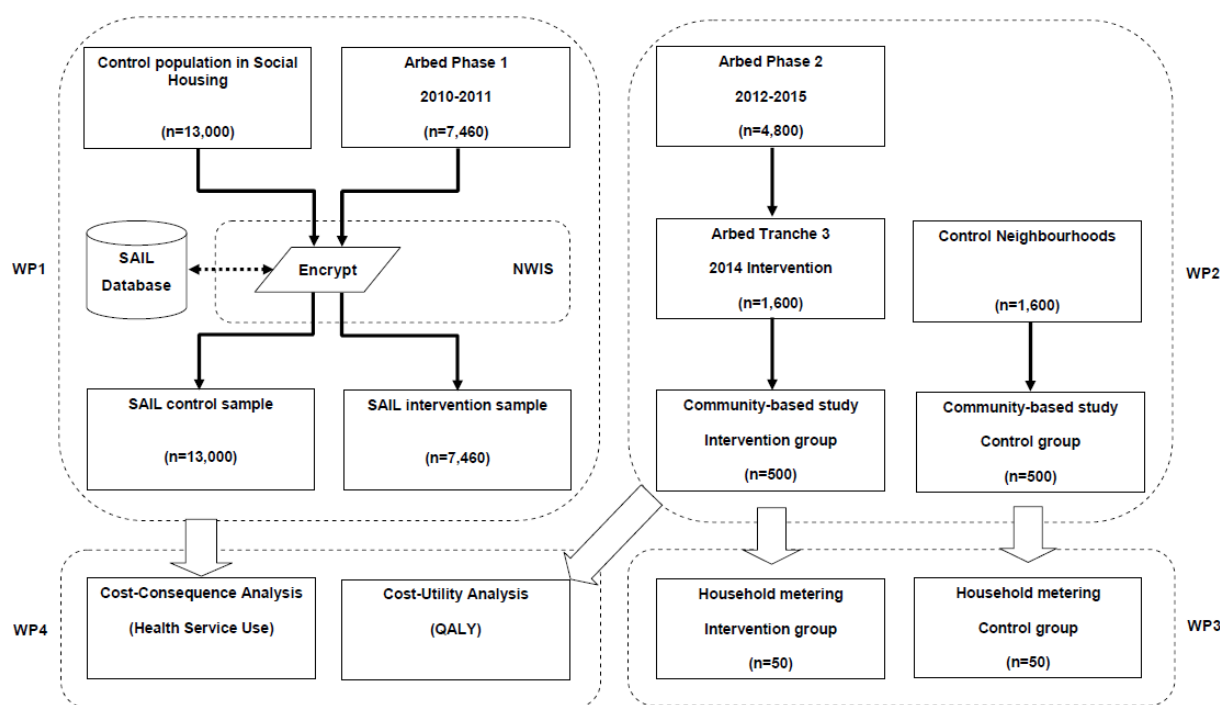 Control population in Social
Housing
(n=13,000)
Arbed Phase 1
2010-2011
(n=7,460)
Arbed Phase 2
2012-2015
(n=4,800)
WP1
SAIL
Database
Encrypt
NWIS
Arbed Tranche 3
2014 Intervention
(n=1,600)
Control Neighbourhoods
(n=1,600)
WP2
SAIL control sample
(n=13,000)
SAIL intervention sample
(n=7,460)
Community-based study
Intervention group
(n=500)
Community-based study
Control group
(n=500)
WP4
Cost-Consequence Analysis
(Health Service Use)
Cost-Utility Analysis
(QALY)
Household metering
Intervention group
(n=50)
Household metering
Control group
(n=50)
WP3